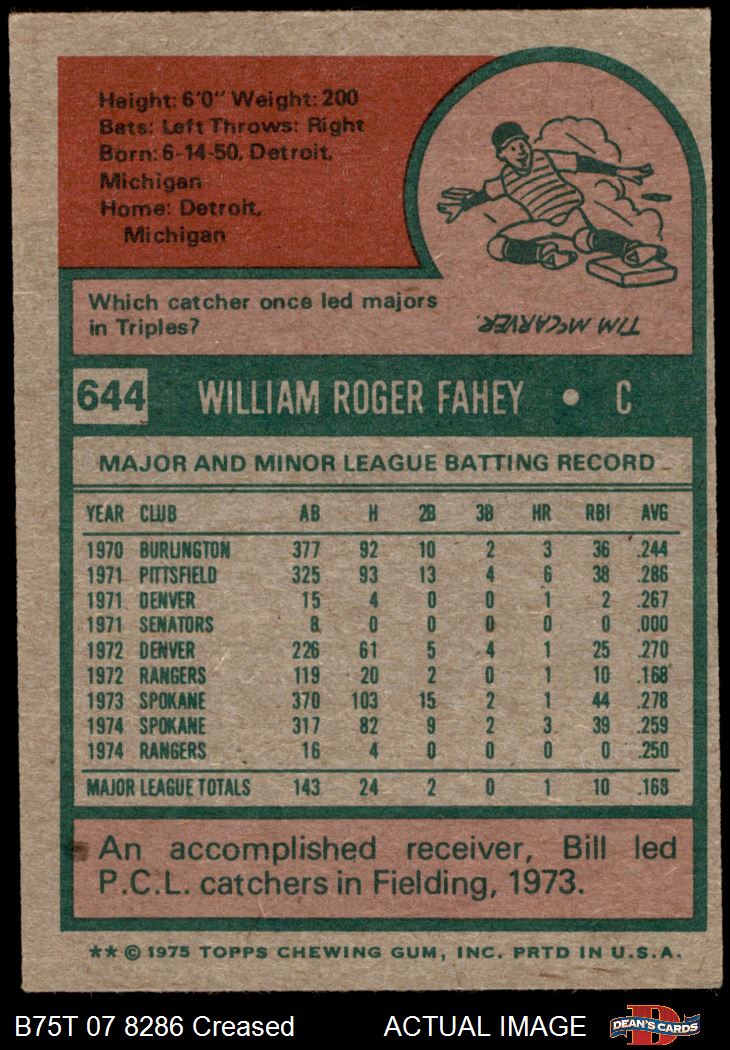 Height: 6'0" Weight: 200
Bats: Left Throws: Right
Born: 6-14-50, Detroit,
Michigan
Home: Detroit,
Michigan
Which catcher once led majors
in Triples?
TIM McCARVER.
644 WILLIAM ROGER FAHEY • C
MAJOR AND MINOR LEAGUE BATTING RECORD
YEAR CLUB AB H 2B 3B HR RBI AVG
1970 BURLINGTON 377 92 10 2 3 36 .244
1971 PITTSFIELD 325 93 13 4 6 38 .286
1971 DENVER 15 4 0 0 1 2 .267
1971 SENATORS 8 0 0 0 0 0 .000
1972 DENVER 226 61 5 4 1 25 .270
1972 RANGERS 119 20 2 0 1 10 .168
1973 SPOKANE 370 103 15 2 1 44 .278
1974 SPOKANE 317 82 9 2 3 39 .259
1974 RANGERS 16 4 0 0 0 0 .250
MAJOR LEAGUE TOTALS 143 24 2 0 1 10 .168
An accomplished receiver, Bill led
P.C.L. catchers in Fielding, 1973.
** © 1975 TOPPS CHEWING GUM, INC. PRTD IN U.S.A.
B75T 07 8286 Creased ACTUAL IMAGE
D
DEAN'S CARDS